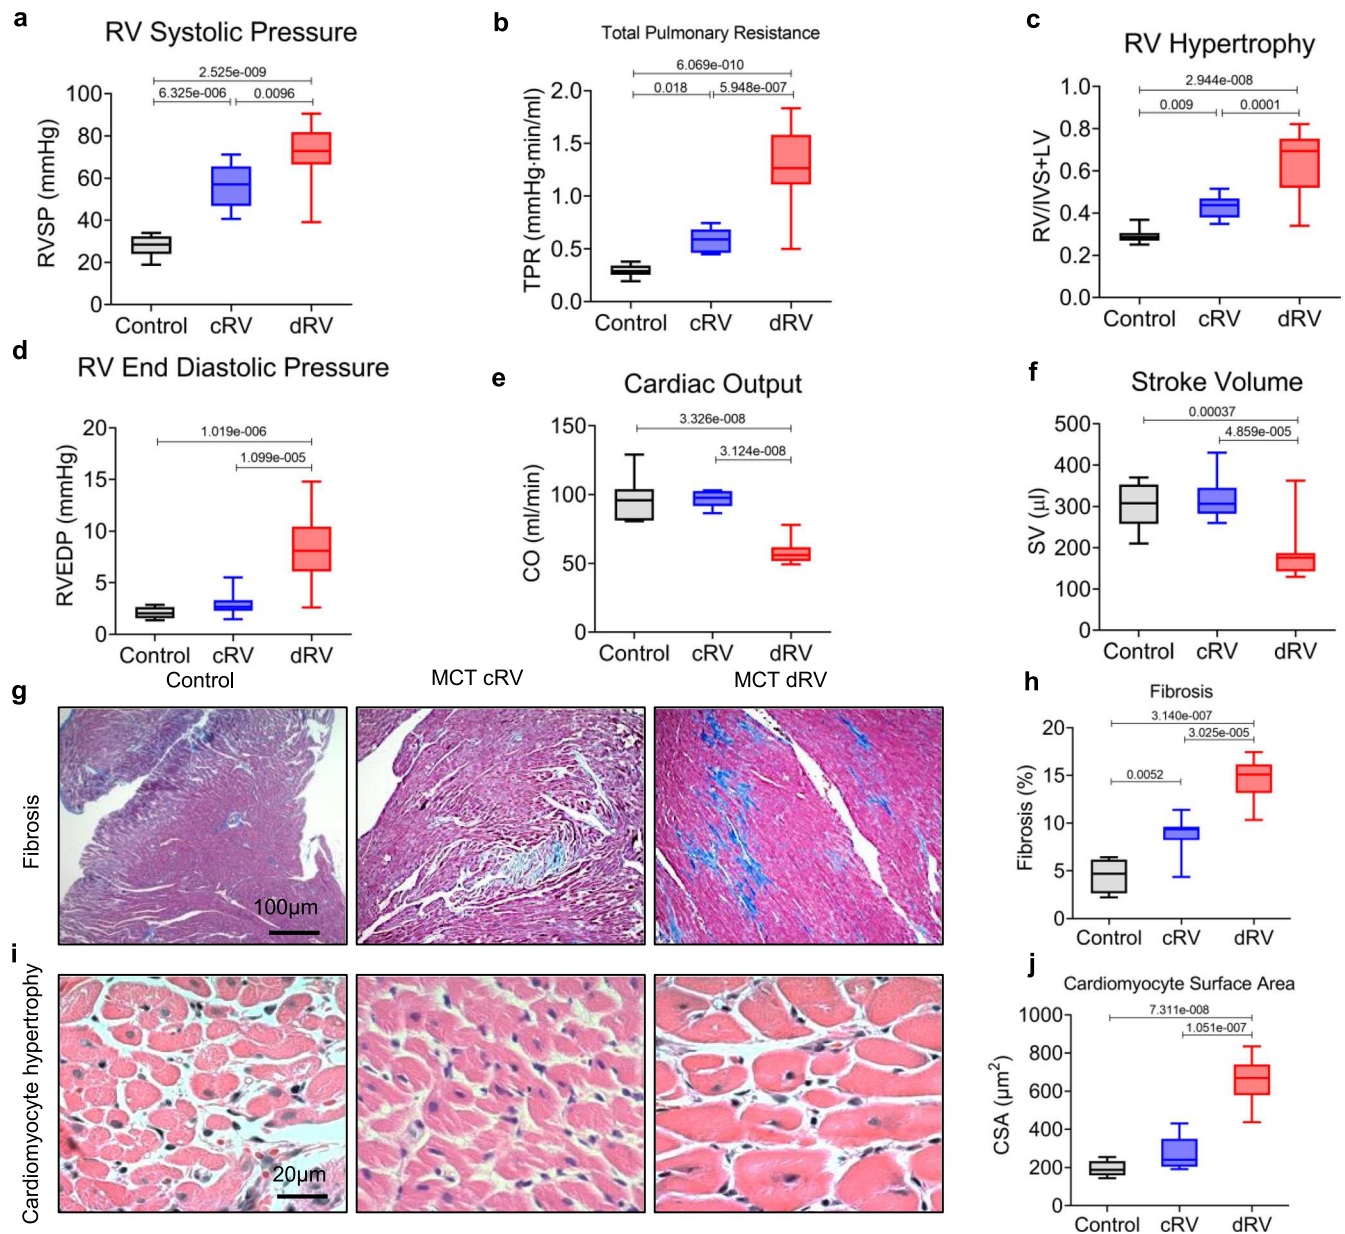 a
RV Systolic Pressure
2.525e-009
6.325e-006
0.0096
RVSP (mmHg)
100
80
60
40
20
0
Control
cRV
dRV
b
Total Pulmonary Resistance
6.069e-010
0.018
5.948e-007
TPR (mmHg·min/ml)
2.0
1.5
1.0
0.5
0.0
Control
cRV
dRV
c
RV Hypertrophy
2.944e-008
0.009
0.0001
RV/IVS+LV
1.0
0.8
0.6
0.4
0.2
0.0
Control
cRV
dRV
d
RV End Diastolic Pressure
1.019e-006
1.099e-005
RVEDP (mmHg)
20
15
10
5
0
Control
cRV
dRV
e
Cardiac Output
3.326e-008
3.124e-008
CO (ml/min)
150
100
50
0
Control
cRV
dRV
f
Stroke Volume
0.00037
4.859e-005
SV (µl)
500
400
300
200
100
0
Control
cRV
dRV
g
Control
MCT cRV
MCT dRV
Fibrosis
100µm
h
Fibrosis
3.140e-007
3.025e-005
0.0052
Fibrosis (%)
20
15
10
5
0
Control
cRV
dRV
i
Cardiomyocyte hypertrophy
20µm
j
Cardiomyocyte Surface Area
7.311e-008
1.051e-007
CSA (µm²)
1000
800
600
400
200
0
Control
cRV
dRV